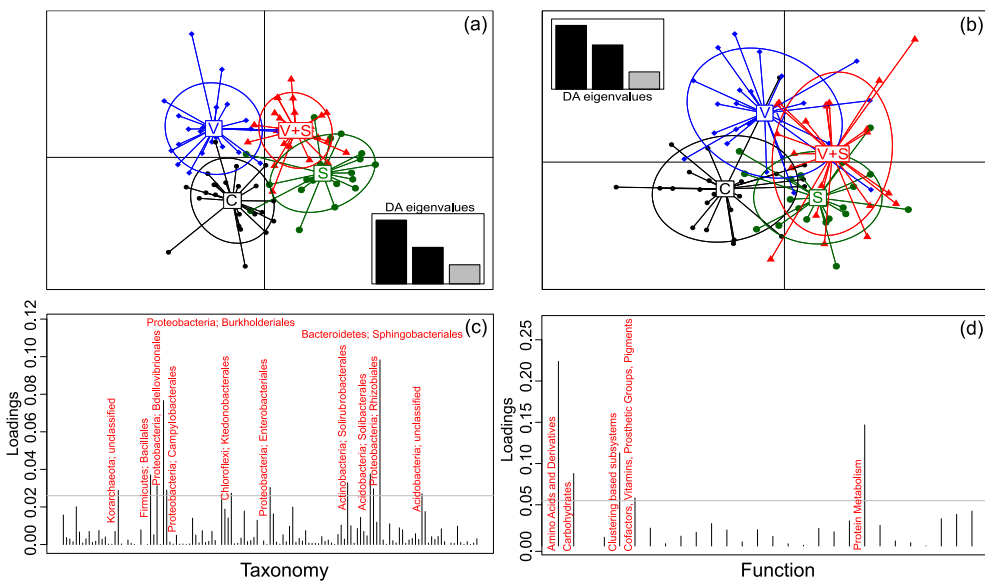 (a)
V
V+S
S
C
DA eigenvalues
(b)
DA eigenvalues
V
V+S
C
S
(c)
Loadings
0.12
0.10
0.08
0.06
0.04
0.02
0.00
Korarchaeota; unclassified
Firmicutes; Bacillales
Proteobacteria; Bdellovibrionales
Proteobacteria; Burkholderiales
Proteobacteria; Campylobacterales
Chloroflexi; Ktedonobacterales
Proteobacteria; Enterobacteriales
Bacteroidetes; Sphingobacteriales
Actinobacteria; Solirubrobacterales
Acidobacteria; Solibacterales
Proteobacteria; Rhizobiales
Acidobacteria; unclassified
Taxonomy
(d)
Loadings
0.25
0.20
0.15
0.10
0.05
0.00
Amino Acids and Derivatives
Carbohydrates
Clustering based subsystems
Cofactors, Vitamins, Prosthetic Groups, Pigments
Protein Metabolism
Function